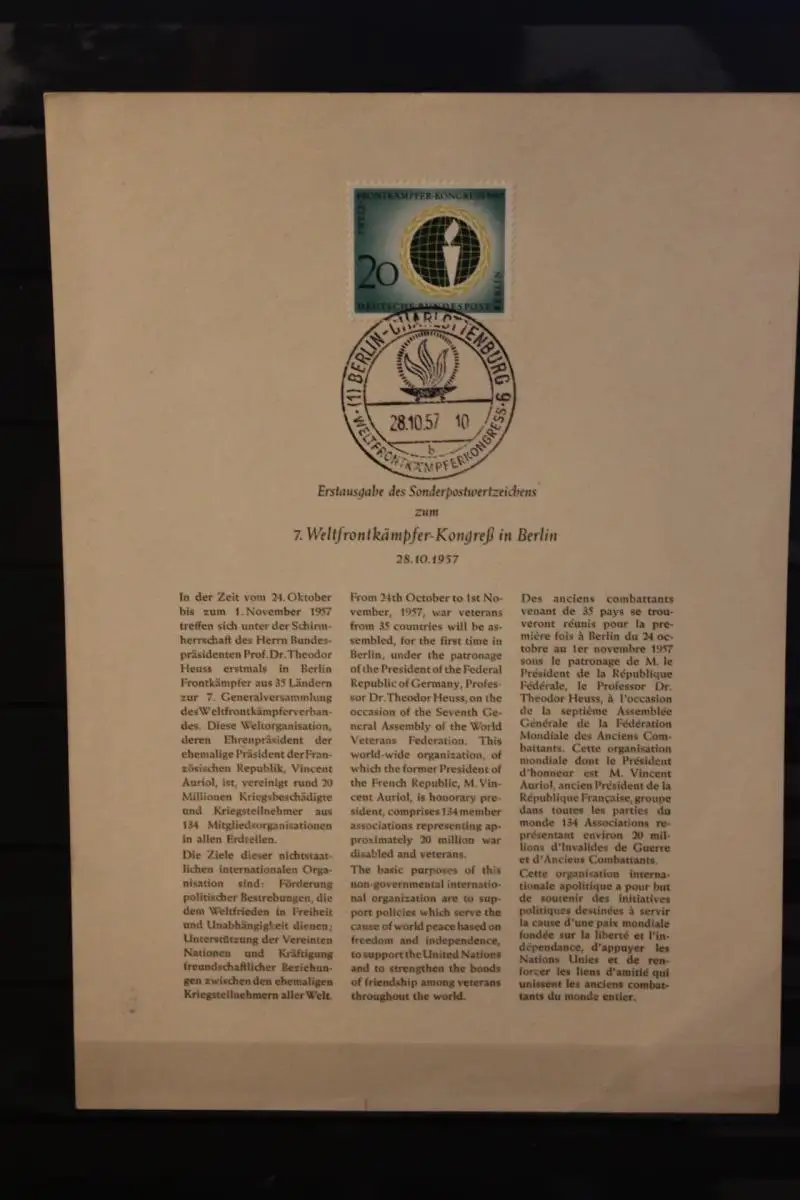 FRONTKÄMPFER-KONGRESS
20
BERLIN
DEUTSCHE BUNDESPOST
(1) BERLIN-CHARLOTTENBURG 9
28.10.57 10
b
WELTFRONTKÄMPFERKONGRESS
Erstausgabe des Sonderpostwertzeichens
zum
7. Weltfrontkämpfer-Kongreß in Berlin
28.10.1957
In der Zeit vom 24. Oktober
bis zum 1. November 1957
treffen sich unter der Schirm-
herrschaft des Herrn Bundes-
präsidenten Prof. Dr. Theodor
Heuss erstmals in Berlin
Frontkämpfer aus 35 Ländern
zur 7. Generalversammlung
des Weltfrontkämpferverban-
des. Diese Weltorganisation,
deren Ehrenpräsident der
ehemalige Präsident der Fran-
zösischen Republik, Vincent
Auriol, ist, vereinigt rund 20
Millionen Kriegsbeschädigte
und Kriegsteilnehmer aus
134 Mitgliedsorganisationen
in allen Erdteilen.
Die Ziele dieser nichtstaat-
lichen internationalen Orga-
nisation sind: Förderung
politischer Bestrebungen, die
dem Weltfrieden in Freiheit
und Unabhängigkeit dienen;
Unterstützung der Vereinten
Nationen und Kräftigung
freundschaftlicher Beziehun-
gen zwischen den ehemaligen
Kriegsteilnehmern aller Welt.
From 24th October to 1st No-
vember, 1957, war veterans
from 35 countries will be as-
sembled, for the first time in
Berlin, under the patronage
of the President of the Federal
Republic of Germany, Profes-
sor Dr. Theodor Heuss, on the
occasion of the Seventh Ge-
neral Assembly of the World
Veterans Federation. This
world-wide organization, of
which the former President of
the French Republic, M. Vin-
cent Auriol, is honorary pre-
sident, comprises 134 member
associations representing ap-
proximately 20 million war
disabled and veterans.
The basic purposes of this
non-governmental internatio-
nal organization are to sup-
port policies which serve the
cause of world peace based on
freedom and independence,
to support the United Nations
and to strengthen the bonds
of friendship among veterans
throughout the world.
Des anciens combattants
venant de 35 pays se trou-
veront réunis pour la pre-
mière fois à Berlin du 24 oc-
tobre au 1er novembre 1957
sous le patronage de M. le
Président de la République
Fédérale, le Professor Dr.
Theodor Heuss, à l'occasion
de la septième Assemblée
Générale de la Fédération
Mondiale des Anciens Com-
battants. Cette organisation
mondiale dont le Président
d'honneur est M. Vincent
Auriol, ancien Président de la
République Française, groupe
dans toutes les parties du
monde 134 Associations re-
présentant environ 20 mil-
lions d'Invalides de Guerre
et d'Anciens Combattants.
Cette organisation interna-
tionale apolitique a pour but
de soutenir des initiatives
politiques destinées à servir
la cause d'une paix mondiale
fondée sur la liberté et l'in-
dépendance, d'appuyer les
Nations Unies et de ren-
forcer les liens d'amitié qui
unissent les anciens combat-
tants du monde entier.